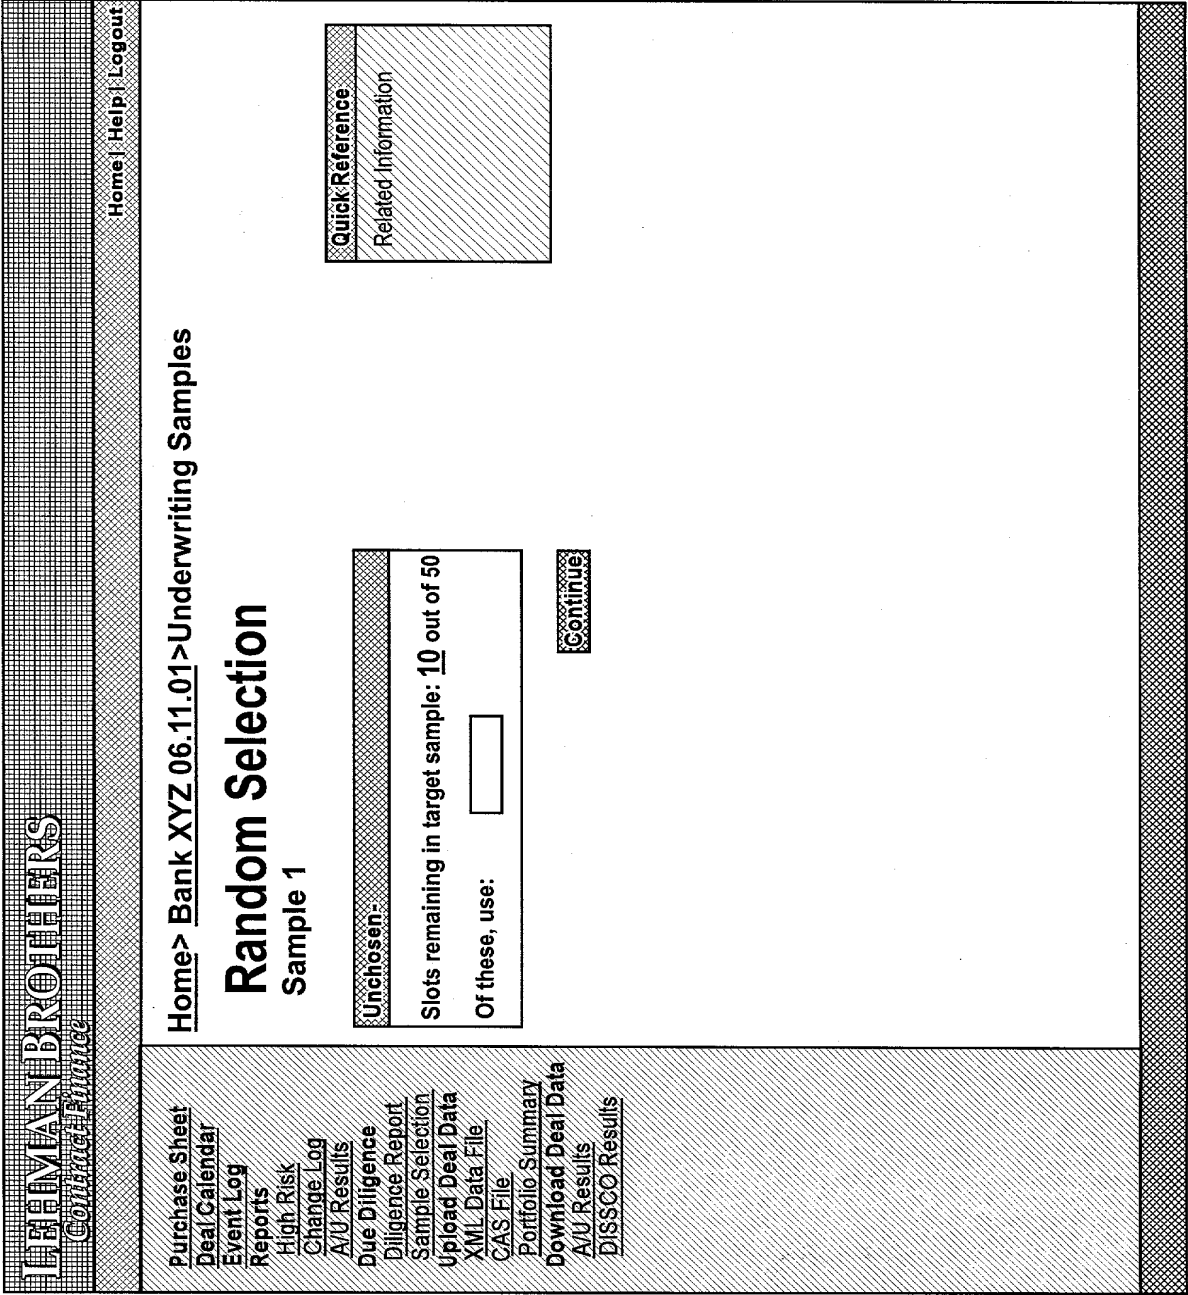 LEHMAN BROTHERS
Contract Finance
Home | Help | Logout
Purchase Sheet
Deal Calendar
Event Log
Reports
High Risk
Change Log
A/U Results
Due Diligence
Diligence Report
Sample Selection
Upload Deal Data
XML Data File
CAS File
Portfolio Summary
Download Deal Data
A/U Results
DISSCO Results
Home> Bank XYZ 06.11.01>Underwriting Samples
Random Selection
Sample 1
Unchosen:-
Slots remaining in target sample: 10 out of 50
Of these, use:
Continue
Quick Reference
Related Information